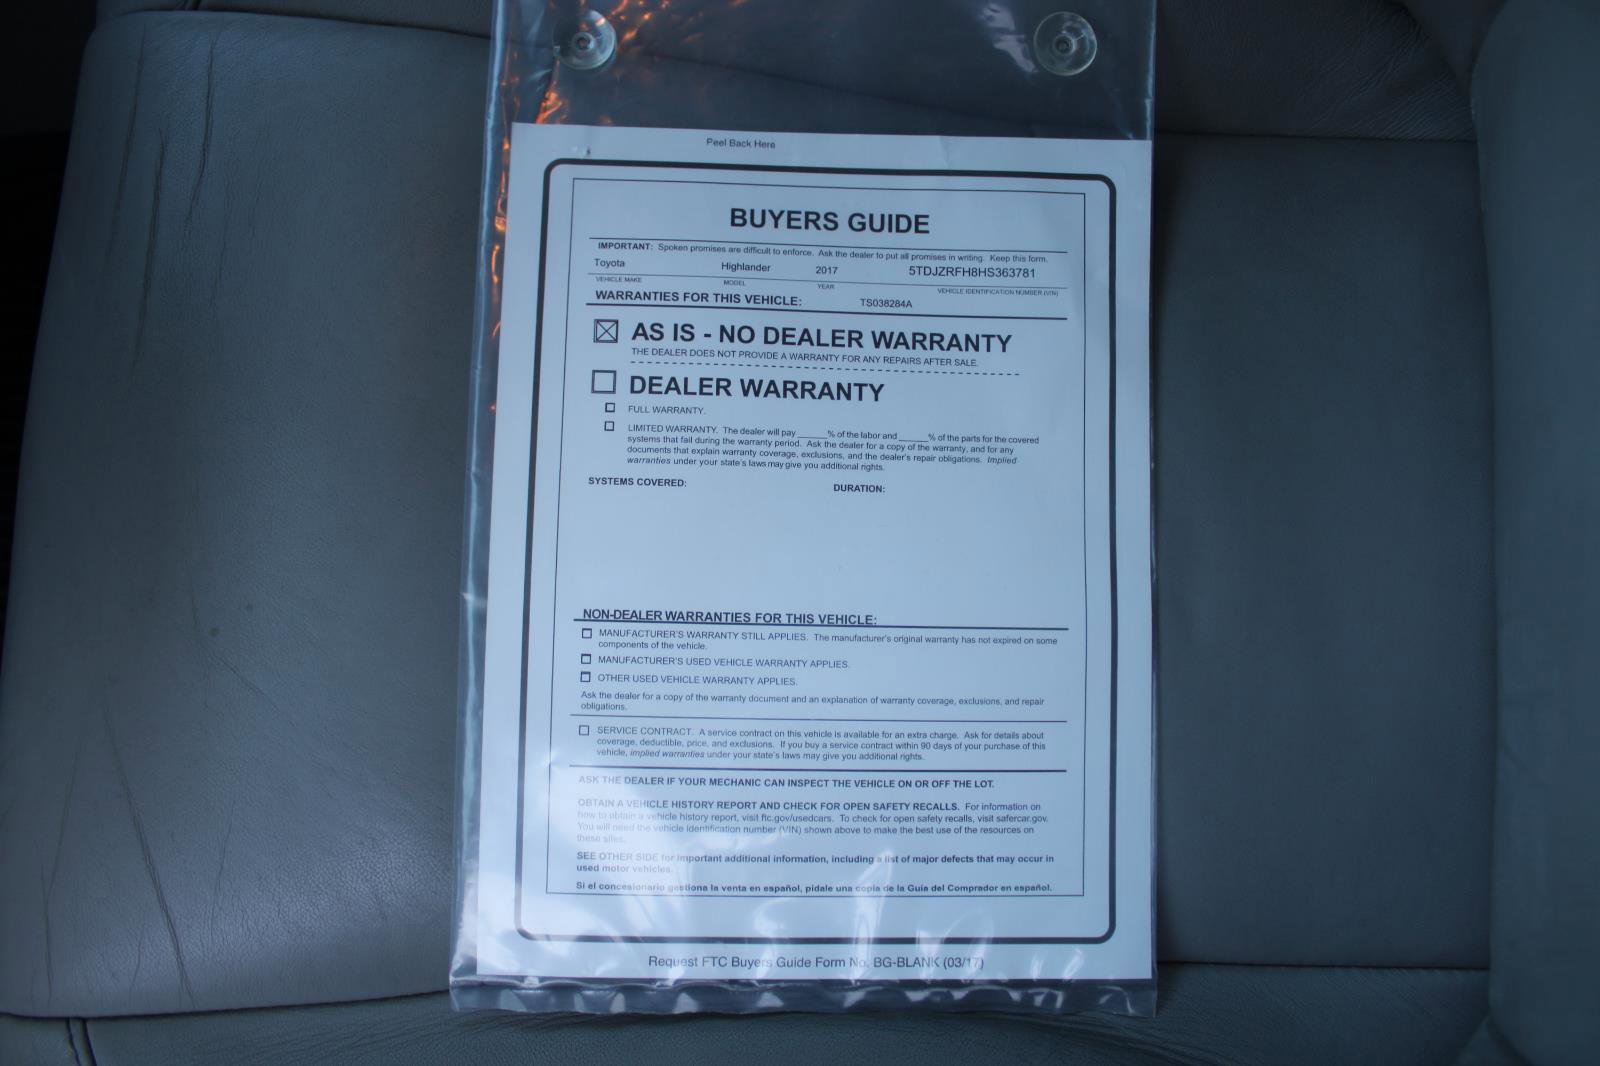 Peel Back Here
BUYERS GUIDE
IMPORTANT: Spoken promises are difficult to enforce. Ask the dealer to put all promises in writing. Keep this form.
Toyota Highlander 2017 5TDJZRFH8HS363781
VEHICLE MAKE MODEL YEAR VEHICLE IDENTIFICATION NUMBER (VIN)
WARRANTIES FOR THIS VEHICLE: TS038284A
AS IS - NO DEALER WARRANTY
THE DEALER DOES NOT PROVIDE A WARRANTY FOR ANY REPAIRS AFTER SALE.
DEALER WARRANTY
FULL WARRANTY.
LIMITED WARRANTY. The dealer will pay ______% of the labor and ______% of the parts for the covered
systems that fail during the warranty period. Ask the dealer for a copy of the warranty, and for any
documents that explain warranty coverage, exclusions, and the dealer's repair obligations. Implied
warranties under your state's laws may give you additional rights.
SYSTEMS COVERED: DURATION:
NON-DEALER WARRANTIES FOR THIS VEHICLE:
MANUFACTURER'S WARRANTY STILL APPLIES. The manufacturer's original warranty has not expired on some
components of the vehicle.
MANUFACTURER'S USED VEHICLE WARRANTY APPLIES.
OTHER USED VEHICLE WARRANTY APPLIES.
Ask the dealer for a copy of the warranty document and an explanation of warranty coverage, exclusions, and repair
obligations.
SERVICE CONTRACT. A service contract on this vehicle is available for an extra charge. Ask for details about
coverage, deductible, price, and exclusions. If you buy a service contract within 90 days of your purchase of this
vehicle, implied warranties under your state's laws may give you additional rights.
ASK THE DEALER IF YOUR MECHANIC CAN INSPECT THE VEHICLE ON OR OFF THE LOT.
OBTAIN A VEHICLE HISTORY REPORT AND CHECK FOR OPEN SAFETY RECALLS. For information on
how to obtain a vehicle history report, visit ftc.gov/usedcars. To check for open safety recalls, visit safercar.gov.
You will need the vehicle identification number (VIN) shown above to make the best use of the resources on
these sites.
SEE OTHER SIDE for important additional information, including a list of major defects that may occur in
used motor vehicles.
Si el concesionario gestiona la venta en español, pídale una copia de la Guía del Comprador en español.
Request FTC Buyers Guide Form No. BG-BLANK (03/17)